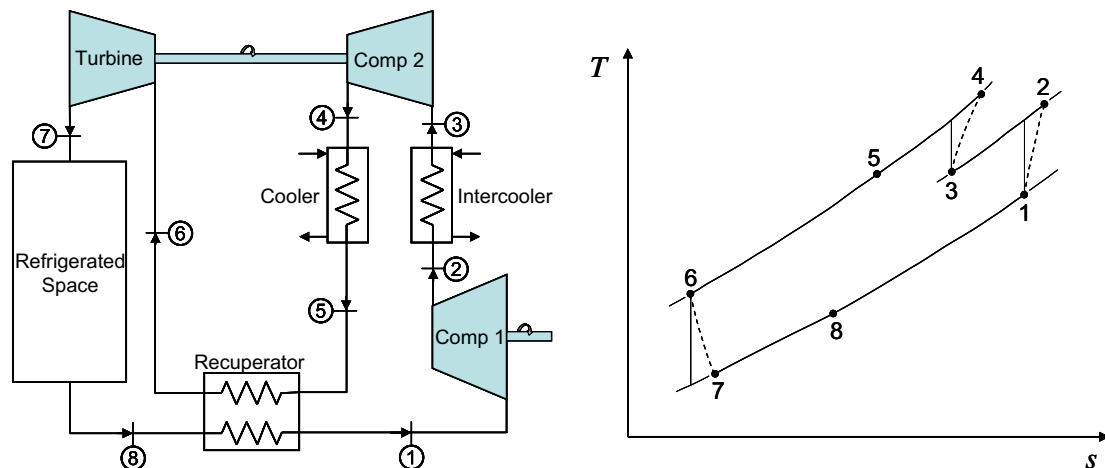 Turbine
Comp 2
7
4
3
Cooler
Intercooler
6
Refrigerated
Space
2
5
Comp 1
Recuperator
8
1
T
4
2
5
3
1
6
8
7
s